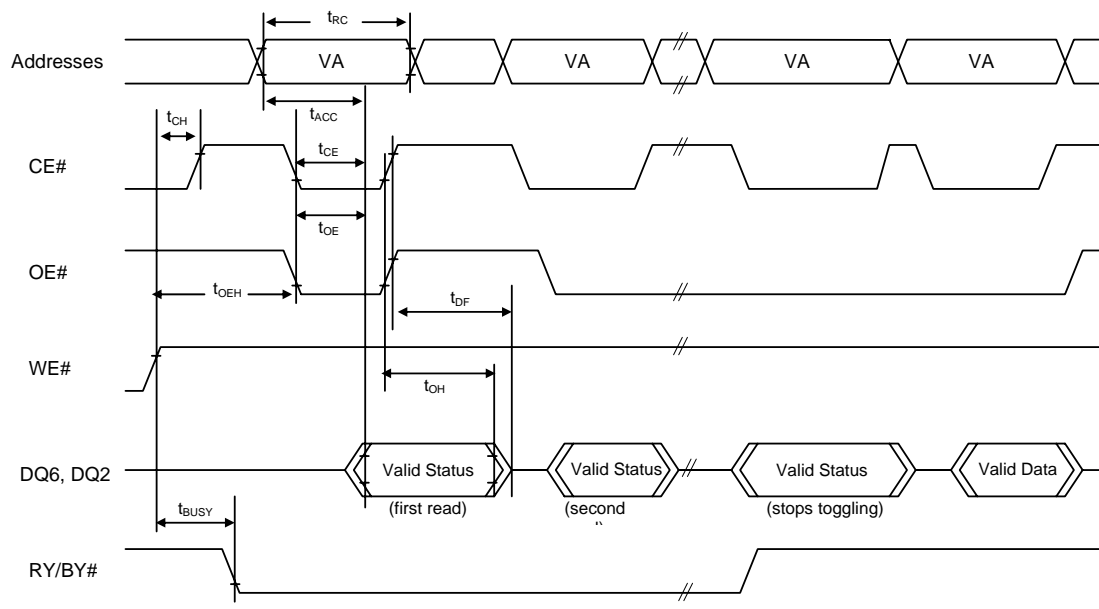 tRC
Addresses VA VA VA VA
tACC
tCH
CE# tCE
tOE
OE#
tOEH
tDF
WE#
tOH
DQ6, DQ2 Valid Status Valid Status Valid Status Valid Data
(first read) (second (stops toggling)
tBUSY
RY/BY#